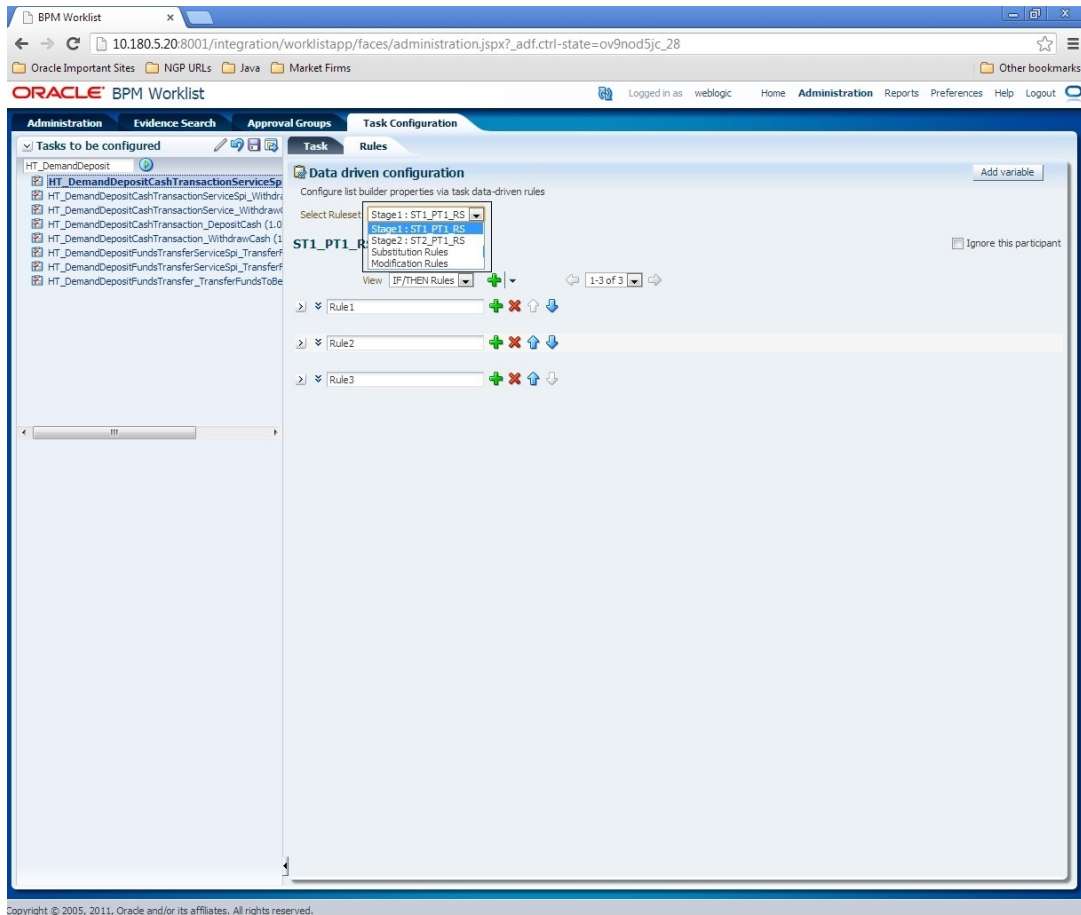 BPM Worklist
10.180.5.20:8001/integration/worklistapp/faces/administration.jspx?_adf.ctrl-state=ov9nod5jc_28
Oracle Important Sites NGP URLs Java Market Firms Other bookmarks
ORACLE BPM Worklist Logged in as weblogic Home Administration Reports Preferences Help Logout
Administration Evidence Search Approval Groups Task Configuration
Tasks to be configured
HT_DemandDeposit
HT_DemandDepositCashTransactionServiceSp
HT_DemandDepositCashTransactionServiceSpi_Withdra
HT_DemandDepositCashTransactionService_Withdraw
HT_DemandDepositCashTransaction_DepositCash (1.0
HT_DemandDepositCashTransaction_WithdrawCash (1
HT_DemandDepositFundsTransferServiceSpi_TransferF
HT_DemandDepositFundsTransferServiceSpi_TransferF
HT_DemandDepositFundsTransfer_TransferFundsToBe
Task Rules
Data driven configuration Add variable
Configure list builder properties via task data-driven rules
Select Ruleset Stage1 : ST1_PT1_RS
Stage1 : ST1_PT1_RS
Stage2 : ST2_PT1_RS
Substitution Rules
Modification Rules
ST1_PT1_R Ignore this participant
View IF/THEN Rules 1-3 of 3
Rule1
Rule2
Rule3
Copyright © 2005, 2011, Oracle and/or its affiliates. All rights reserved.